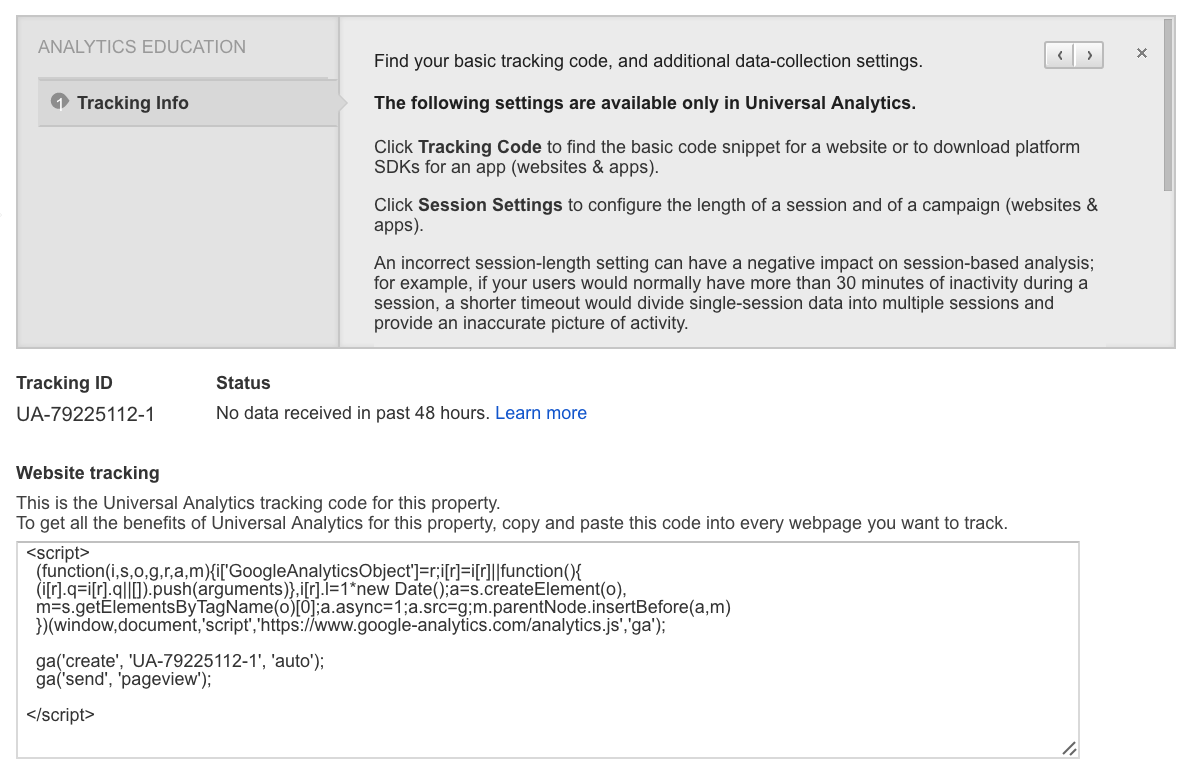 ANALYTICS EDUCATION
1 Tracking Info
Find your basic tracking code, and additional data-collection settings.
‹ › ×
The following settings are available only in Universal Analytics.
Click Tracking Code to find the basic code snippet for a website or to download platform
SDKs for an app (websites & apps).
Click Session Settings to configure the length of a session and of a campaign (websites &
apps).
An incorrect session-length setting can have a negative impact on session-based analysis;
for example, if your users would normally have more than 30 minutes of inactivity during a
session, a shorter timeout would divide single-session data into multiple sessions and
provide an inaccurate picture of activity.
Tracking ID
UA-79225112-1
Status
No data received in past 48 hours. Learn more
Website tracking
This is the Universal Analytics tracking code for this property.
To get all the benefits of Universal Analytics for this property, copy and paste this code into every webpage you want to track.
<script>
(function(i,s,o,g,r,a,m){i['GoogleAnalyticsObject']=r;i[r]=i[r]||function(){
(i[r].q=i[r].q||[]).push(arguments)},i[r].l=1*new Date();a=s.createElement(o),
m=s.getElementsByTagName(o)[0];a.async=1;a.src=g;m.parentNode.insertBefore(a,m)
})(window,document,'script','https://www.google-analytics.com/analytics.js','ga');
ga('create', 'UA-79225112-1', 'auto');
ga('send', 'pageview');
</script>